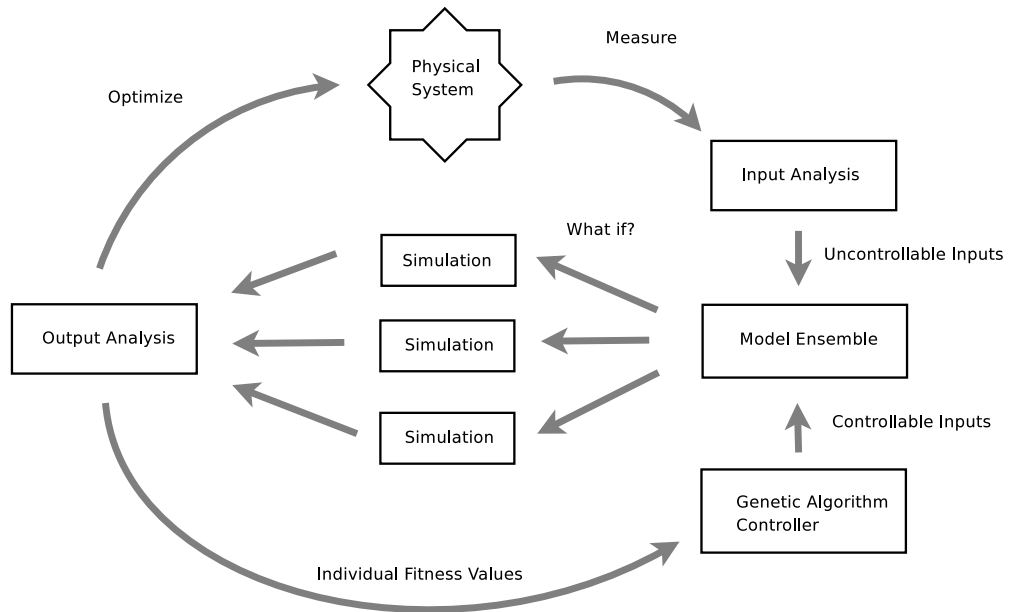 Measure
Physical
System
Optimize
Input Analysis
What if?
Uncontrollable Inputs
Simulation
Output Analysis
Simulation
Model Ensemble
Simulation
Controllable Inputs
Genetic Algorithm
Controller
Individual Fitness Values